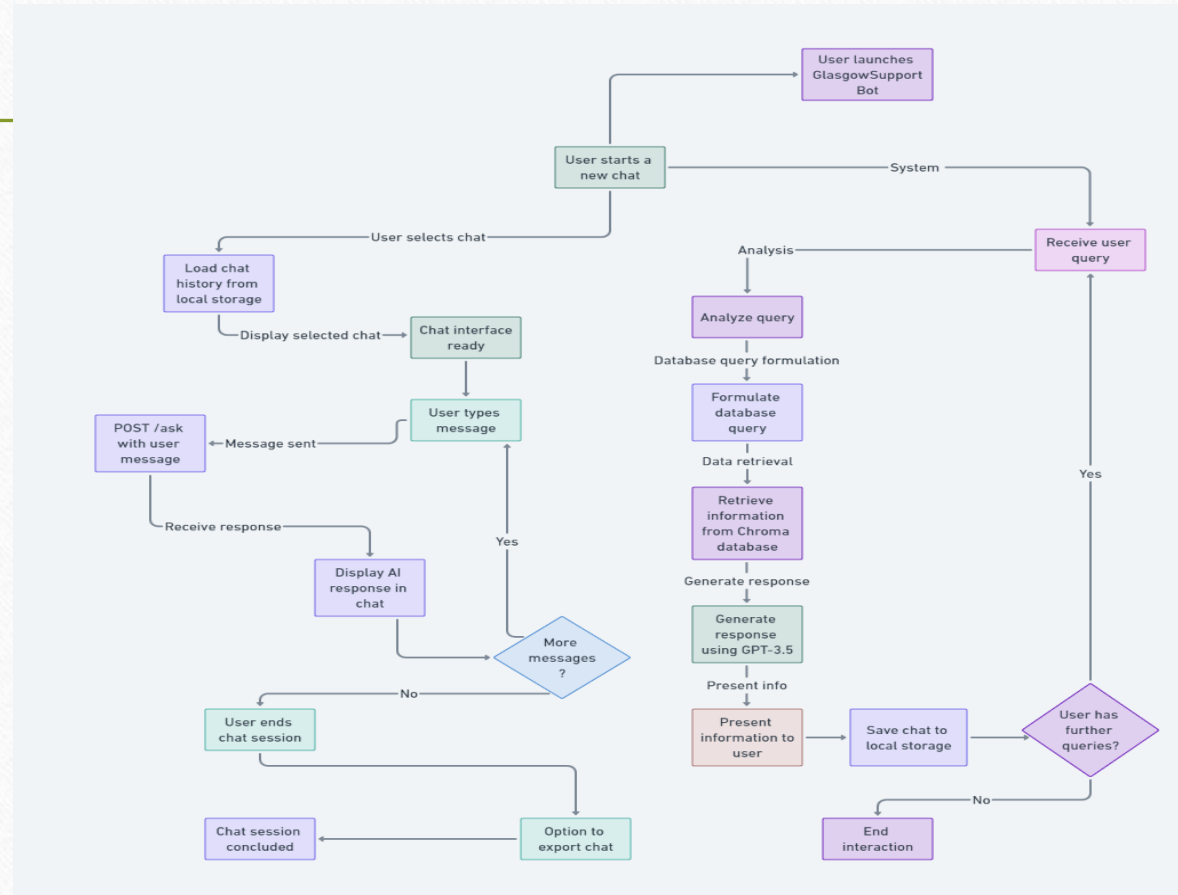 User launches
GlasgowSupport
Bot
User starts a
new chat
System
User selects chat
Receive user
query
Analysis
Load chat
history from
local storage
Display selected chat
Chat interface
ready
Analyze query
Database query formulation
User types
message
Formulate
database
query
POST /ask
with user
message
Message sent
Data retrieval
Yes
Retrieve
information
from Chroma
database
Receive response
Yes
Display AI
response in
chat
Generate response
Generate
response
using GPT-3.5
More
messages
?
Present info
No
User ends
chat session
Present
information to
user
Save chat to
local storage
User has
further
queries?
No
Chat session
concluded
Option to
export chat
End
interaction